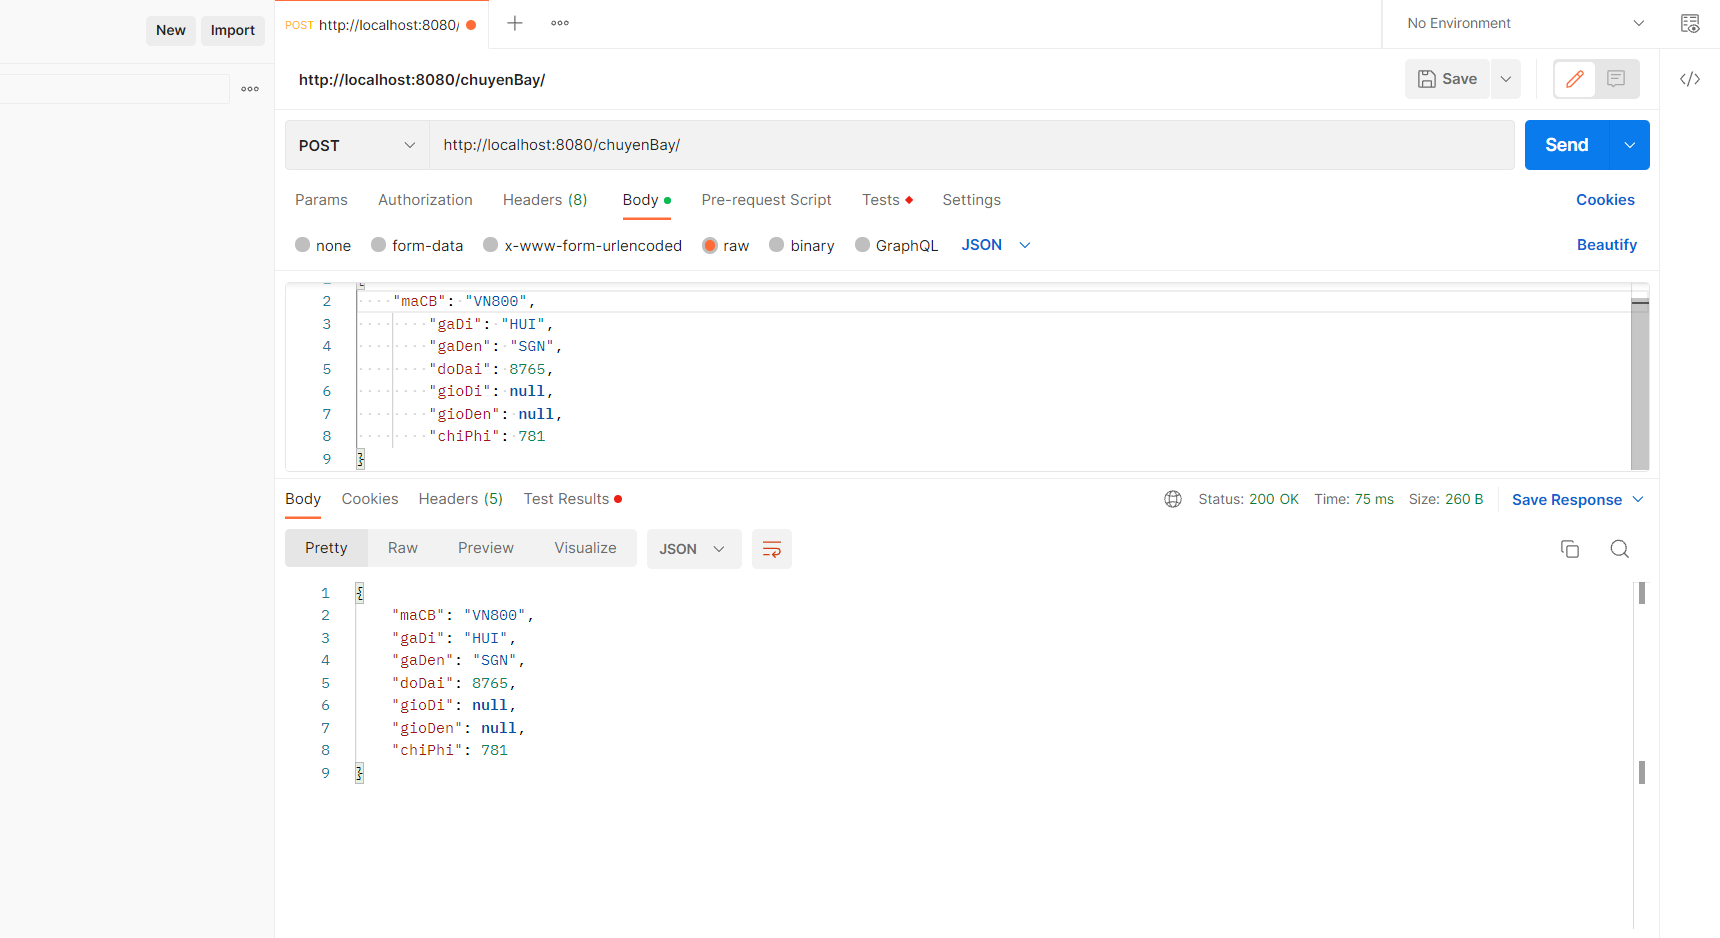 New Import POST http://localhost:8080/ No Environment
http://localhost:8080/chuyenBay/ Save
POST http://localhost:8080/chuyenBay/ Send
Params Authorization Headers (8) Body Pre-request Script Tests Settings Cookies
none form-data x-www-form-urlencoded raw binary GraphQL JSON Beautify
2 "maCB": "VN800",
3 "gaDi": "HUI",
4 "gaDen": "SGN",
5 "doDai": 8765,
6 "gioDi": null,
7 "gioDen": null,
8 "chiPhi": 781
9 }
Body Cookies Headers (5) Test Results Status: 200 OK Time: 75 ms Size: 260 B Save Response
Pretty Raw Preview Visualize JSON
1 {
2 "maCB": "VN800",
3 "gaDi": "HUI",
4 "gaDen": "SGN",
5 "doDai": 8765,
6 "gioDi": null,
7 "gioDen": null,
8 "chiPhi": 781
9 }